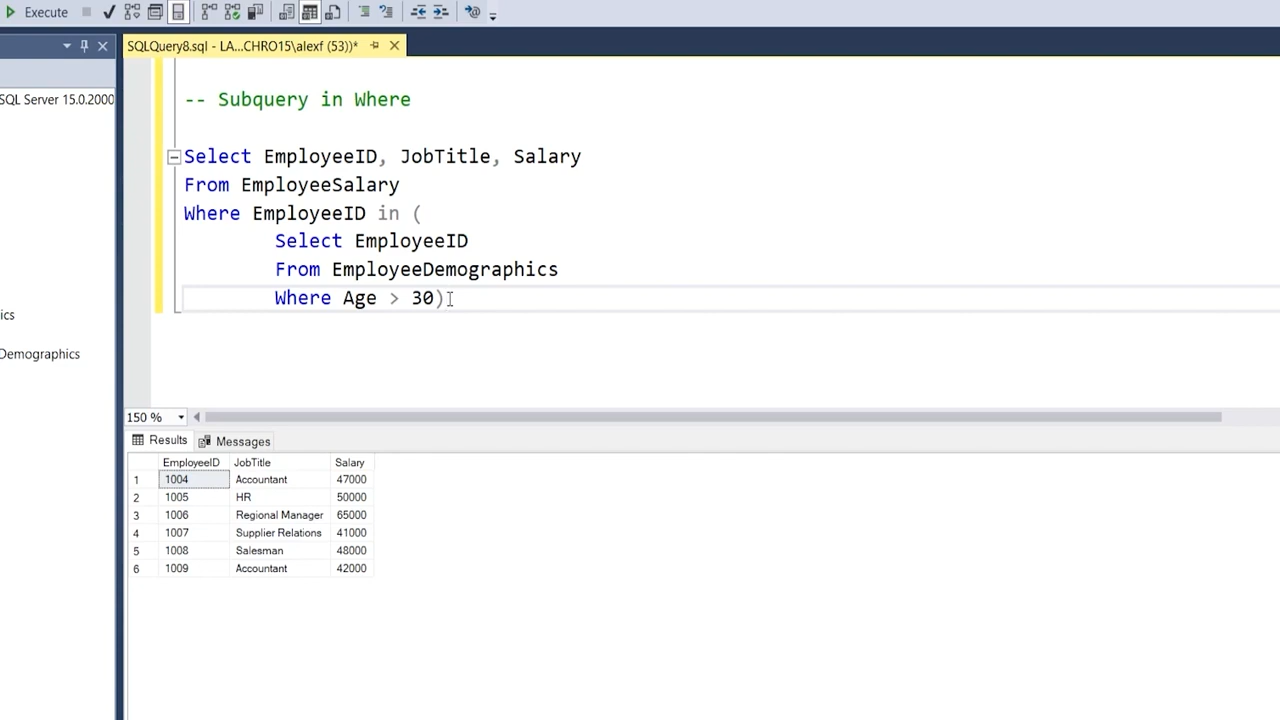 Execute
SQLQuery8.sql - LA...CHRO15\alexf (53))*
SQL Server 15.0.2000
-- Subquery in Where
Select EmployeeID, JobTitle, Salary
From EmployeeSalary
Where EmployeeID in (
Select EmployeeID
From EmployeeDemographics
Where Age > 30)
ics
Demographics
150 %
Results Messages
EmployeeID JobTitle Salary
1 1004 Accountant 47000
2 1005 HR 50000
3 1006 Regional Manager 65000
4 1007 Supplier Relations 41000
5 1008 Salesman 48000
6 1009 Accountant 42000